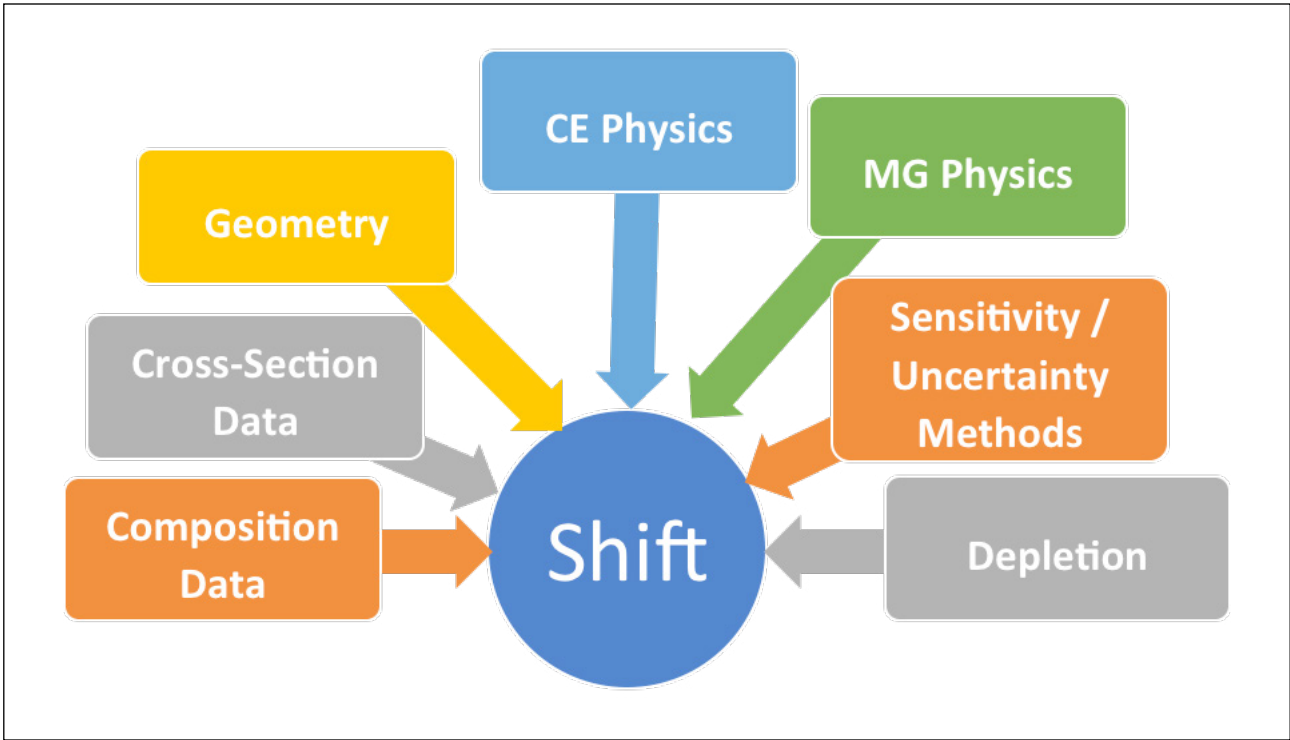 CE Physics
MG Physics
Geometry
Sensitivity /
Uncertainty
Methods
Cross-Section
Data
Composition
Data
Shift
Depletion